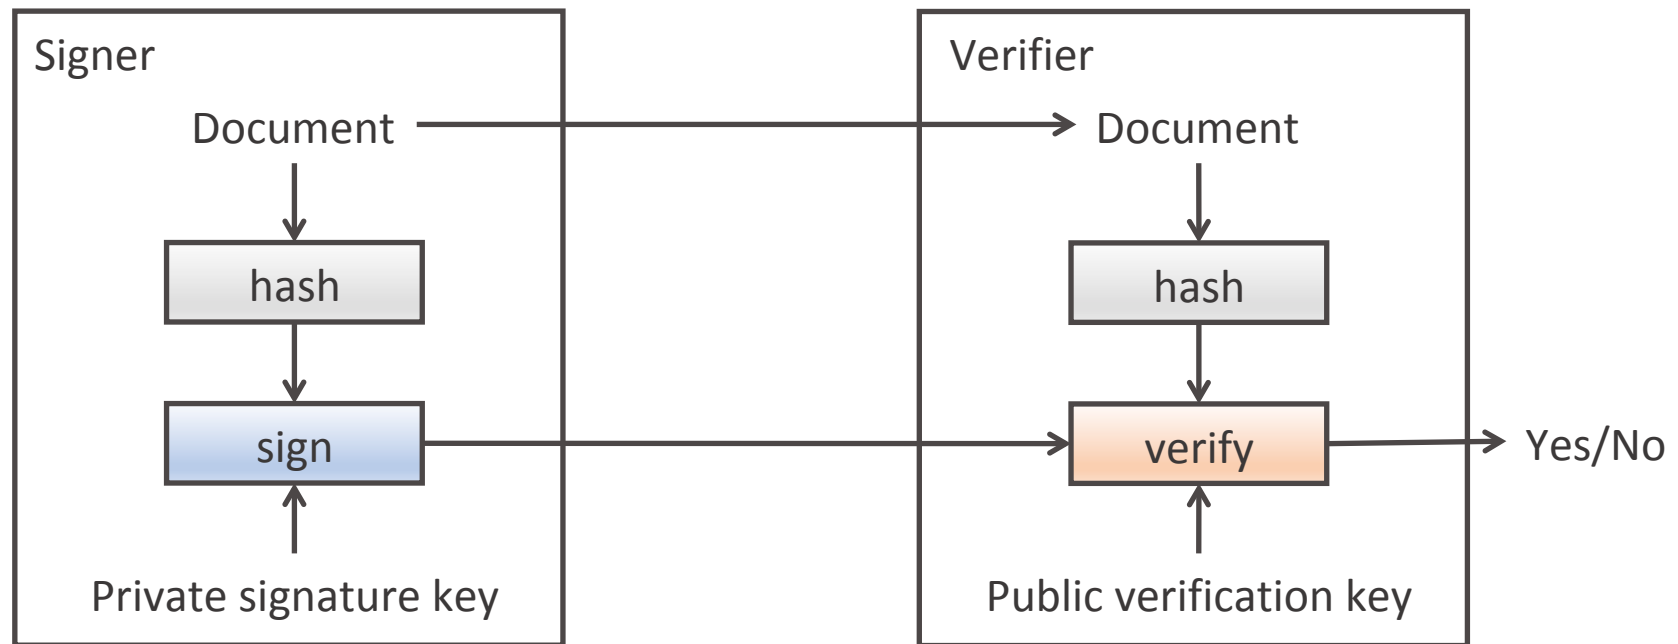 Signer
Document
hash
sign
Private signature key
Verifier
Document
hash
verify
Public verification key
Yes/No